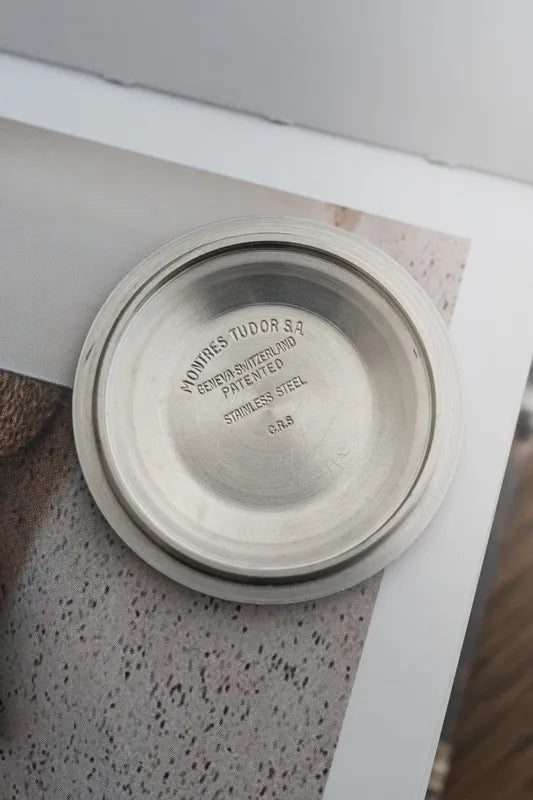 MONTRES TUDOR S.A.
GENEVA-SWITZERLAND
PATENTED
STAINLESS STEEL
C.R.S